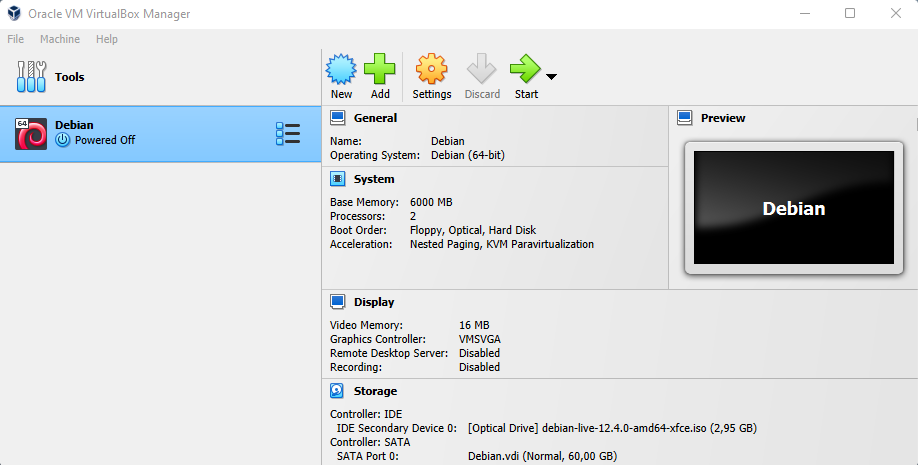 Oracle VM VirtualBox Manager
File Machine Help
Tools
New Add Settings Discard Start
64 Debian
Powered Off
General
Name: Debian
Operating System: Debian (64-bit)
System
Base Memory: 6000 MB
Processors: 2
Boot Order: Floppy, Optical, Hard Disk
Acceleration: Nested Paging, KVM Paravirtualization
Preview
Debian
Display
Video Memory: 16 MB
Graphics Controller: VMSVGA
Remote Desktop Server: Disabled
Recording: Disabled
Storage
Controller: IDE
IDE Secondary Device 0: [Optical Drive] debian-live-12.4.0-amd64-xfce.iso (2,95 GB)
Controller: SATA
SATA Port 0: Debian.vdi (Normal, 60,00 GB)